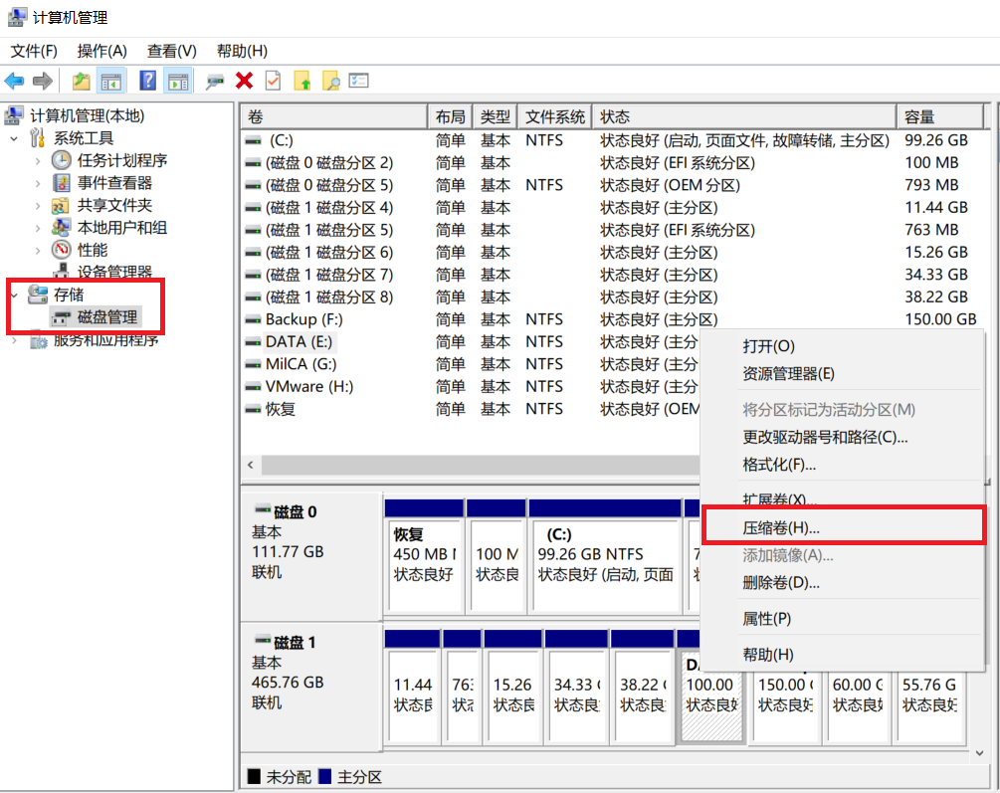 计算机管理
文件(F) 操作(A) 查看(V) 帮助(H)
计算机管理(本地)
系统工具
任务计划程序
事件查看器
共享文件夹
本地用户和组
性能
设备管理器
存储
磁盘管理
服务和应用程序
卷 布局 类型 文件系统 状态 容量
(C:) 简单 基本 NTFS 状态良好 (启动, 页面文件, 故障转储, 主分区) 99.26 GB
(磁盘 0 磁盘分区 2) 简单 基本 状态良好 (EFI 系统分区) 100 MB
(磁盘 0 磁盘分区 5) 简单 基本 NTFS 状态良好 (OEM 分区) 793 MB
(磁盘 1 磁盘分区 4) 简单 基本 状态良好 (主分区) 11.44 GB
(磁盘 1 磁盘分区 5) 简单 基本 状态良好 (EFI 系统分区) 763 MB
(磁盘 1 磁盘分区 6) 简单 基本 状态良好 (主分区) 15.26 GB
(磁盘 1 磁盘分区 7) 简单 基本 状态良好 (主分区) 34.33 GB
(磁盘 1 磁盘分区 8) 简单 基本 状态良好 (主分区) 38.22 GB
Backup (F:) 简单 基本 NTFS 状态良好 (主分区) 150.00 GB
DATA (E:) 简单 基本 NTFS 状态良好 (主分
MilCA (G:) 简单 基本 NTFS 状态良好 (主分
VMware (H:) 简单 基本 NTFS 状态良好 (主分
恢复 简单 基本 NTFS 状态良好 (OEM
打开(O)
资源管理器(E)
将分区标记为活动分区(M)
更改驱动器号和路径(C)...
格式化(F)...
扩展卷(X)...
压缩卷(H)...
添加镜像(A)...
删除卷(D)...
属性(P)
帮助(H)
磁盘 0
基本
111.77 GB
联机
恢复
450 MB
状态良好
100 M
状态良
(C:)
99.26 GB NTFS
状态良好 (启动, 页面
磁盘 1
基本
465.76 GB
联机
11.44
状态良
763
状态
15.26
状态良
34.33
状态良
38.22
状态良
100.00
状态良好
150.00
状态良好
60.00
状态良好
55.76 G
状态良好
未分配 主分区